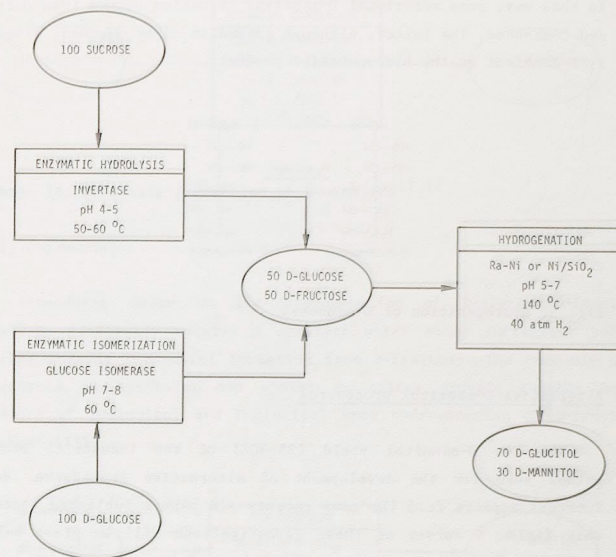 100 SUCROSE
ENZYMATIC HYDROLYSIS
INVERTASE
pH 4-5
50-60 °C
50 D-GLUCOSE
50 D-FRUCTOSE
HYDROGENATION
Ra-Ni or Ni/SiO2
pH 5-7
140 °C
40 atm H2
ENZYMATIC ISOMERIZATION
GLUCOSE ISOMERASE
pH 7-8
60 °C
100 D-GLUCOSE
70 D-GLUCITOL
30 D-MANNITOL